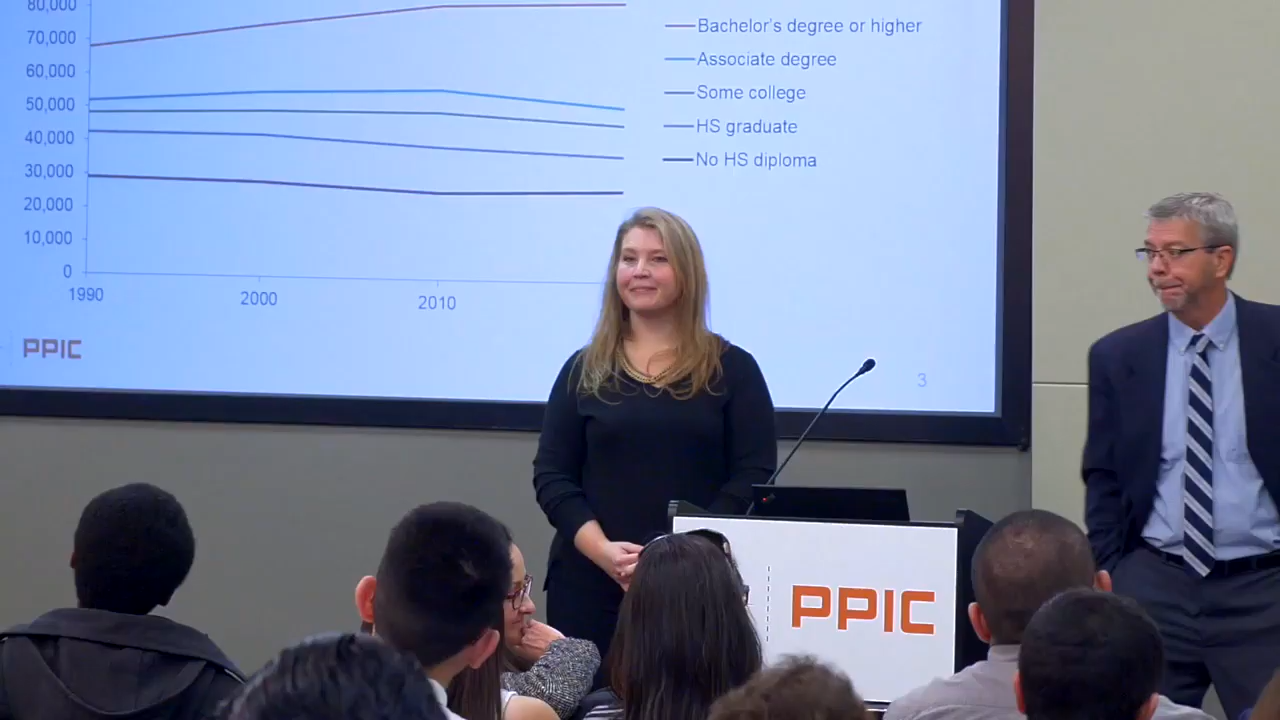 80,000
70,000
60,000
50,000
40,000
30,000
20,000
10,000
0
1990
2000
2010
Bachelor's degree or higher
Associate degree
Some college
HS graduate
No HS diploma
PPIC
3
PPIC